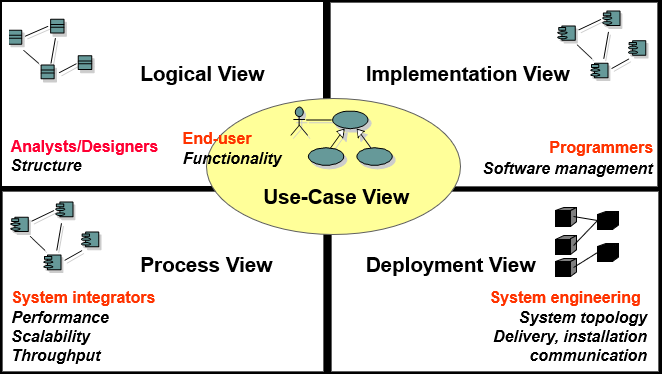 Logical View
Analysts/Designers
Structure
Implementation View
Programmers
Software management
End-user
Functionality
Use-Case View
Process View
System integrators
Performance
Scalability
Throughput
Deployment View
System engineering
System topology
Delivery, installation
communication